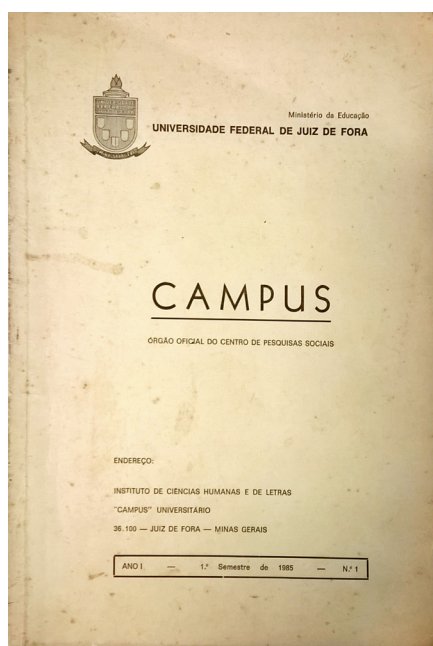 Ministério da Educação
UNIVERSIDADE FEDERAL DE JUIZ DE FORA
CAMPUS
ÓRGÃO OFICIAL DO CENTRO DE PESQUISAS SOCIAIS
ENDEREÇO:
INSTITUTO DE CIÊNCIAS HUMANAS E DE LETRAS
"CAMPUS" UNIVERSITÁRIO
36.100 — JUIZ DE FORA — MINAS GERAIS
ANO I — 1.º Semestre de 1985 — N.º 1